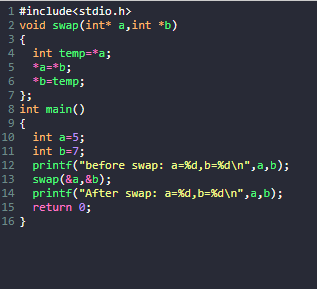 1 #include<stdio.h>
2 void swap(int* a,int *b)
3 {
4   int temp=*a;
5   *a=*b;
6   *b=temp;
7 };
8 int main()
9 {
10   int a=5;
11   int b=7;
12   printf("before swap: a=%d,b=%d\n",a,b);
13   swap(&a,&b);
14   printf("After swap: a=%d,b=%d\n",a,b);
15   return 0;
16 }